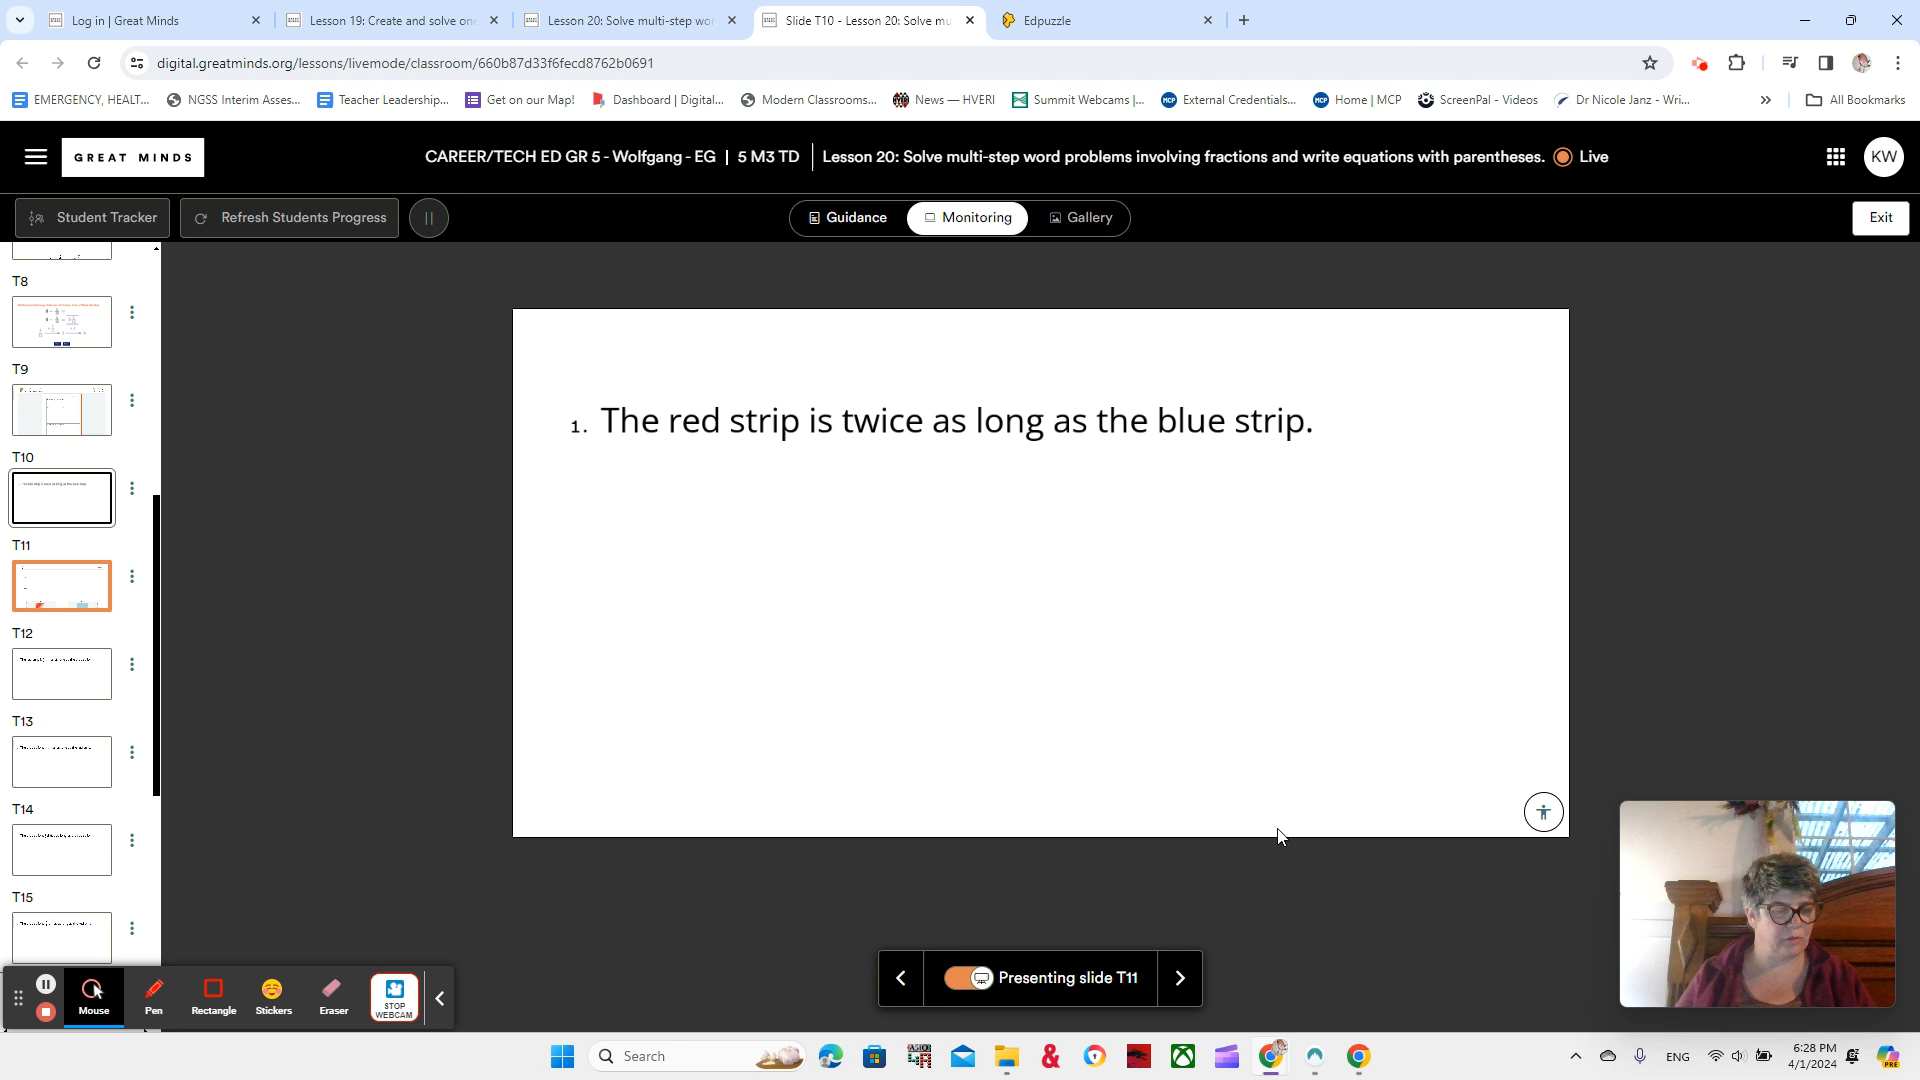 Log in | Great Minds
Lesson 19: Create and solve one
Lesson 20: Solve multi-step wor
Slide T10 - Lesson 20: Solve mu
Edpuzzle
digital.greatminds.org/lessons/livemode/classroom/660b87d33f6fecd8762b0691
EMERGENCY, HEALT...
NGSS Interim Asses...
Teacher Leadership...
Get on our Map!
Dashboard | Digital...
Modern Classrooms...
News — HVERI
Summit Webcams |...
External Credentials...
Home | MCP
ScreenPal - Videos
Dr Nicole Janz - Wri...
All Bookmarks
GREAT MINDS
CAREER/TECH ED GR 5 - Wolfgang - EG | 5 M3 TD
Lesson 20: Solve multi-step word problems involving fractions and write equations with parentheses.
Live
KW
Student Tracker
Refresh Students Progress
Guidance
Monitoring
Gallery
Exit
T8
T9
T10
T11
T12
T13
T14
T15
1. The red strip is twice as long as the blue strip.
Presenting slide T11
Mouse
Pen
Rectangle
Stickers
Eraser
STOP
WEBCAM
Search
ENG
6:28 PM
4/1/2024
PRE